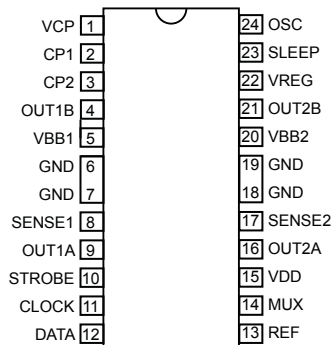 VCP 1 24 OSC
CP1 2 23 SLEEP
CP2 3 22 VREG
OUT1B 4 21 OUT2B
VBB1 5 20 VBB2
GND 6 19 GND
GND 7 18 GND
SENSE1 8 17 SENSE2
OUT1A 9 16 OUT2A
STROBE 10 15 VDD
CLOCK 11 14 MUX
DATA 12 13 REF